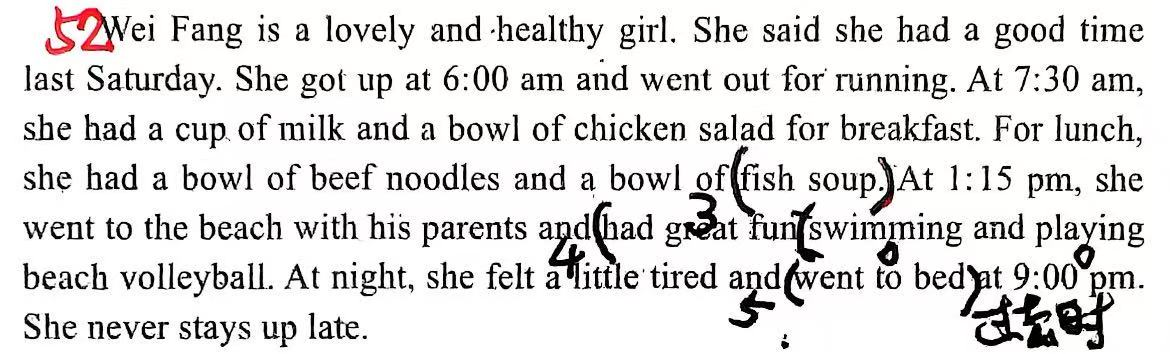 52 Wei Fang is a lovely and healthy girl. She said she had a good time
last Saturday. She got up at 6:00 am and went out for running. At 7:30 am,
she had a cup of milk and a bowl of chicken salad for breakfast. For lunch,
she had a bowl of beef noodles and a bowl of (fish soup.) At 1:15 pm, she
3
went to the beach with his parents and (had great fun (swimming and playing
4
beach volleyball. At night, she felt a little tired and (went to bed) at 9:00 pm.
5 过去时
She never stays up late.